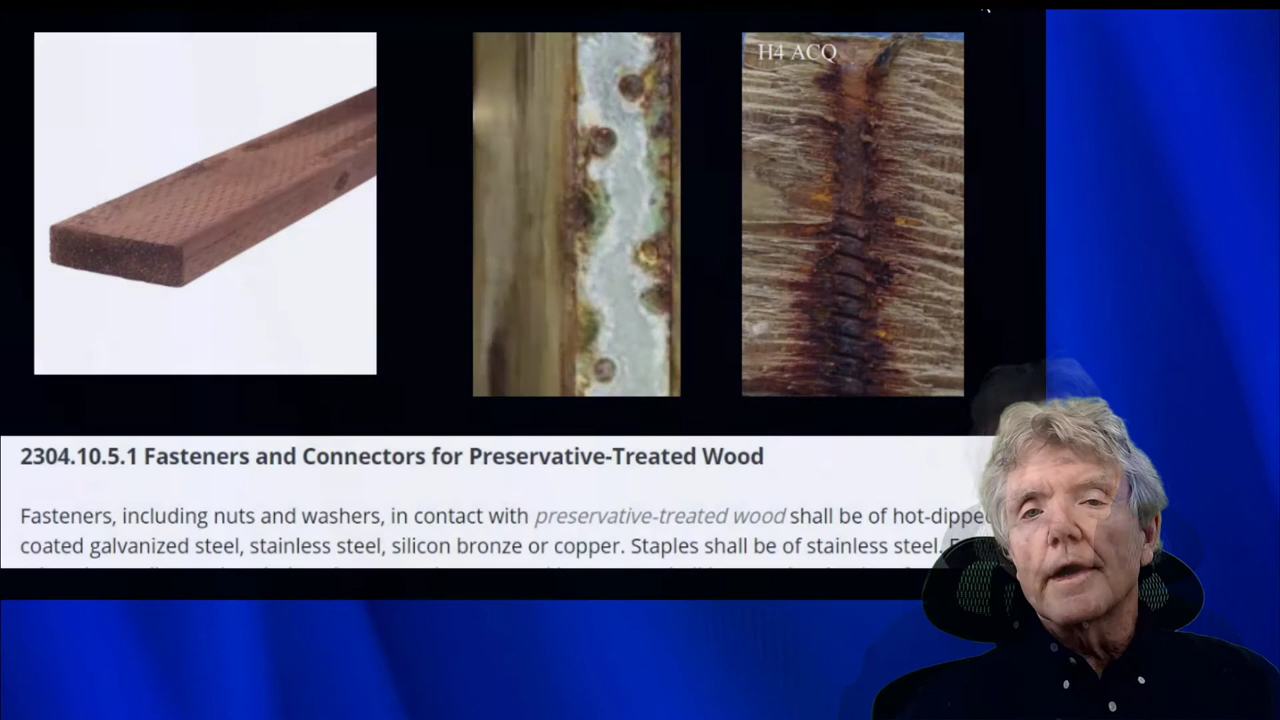 H4 ACQ
2304.10.5.1 Fasteners and Connectors for Preservative-Treated Wood
Fasteners, including nuts and washers, in contact with preservative-treated wood shall be of hot-dipped
coated galvanized steel, stainless steel, silicon bronze or copper. Staples shall be of stainless steel.